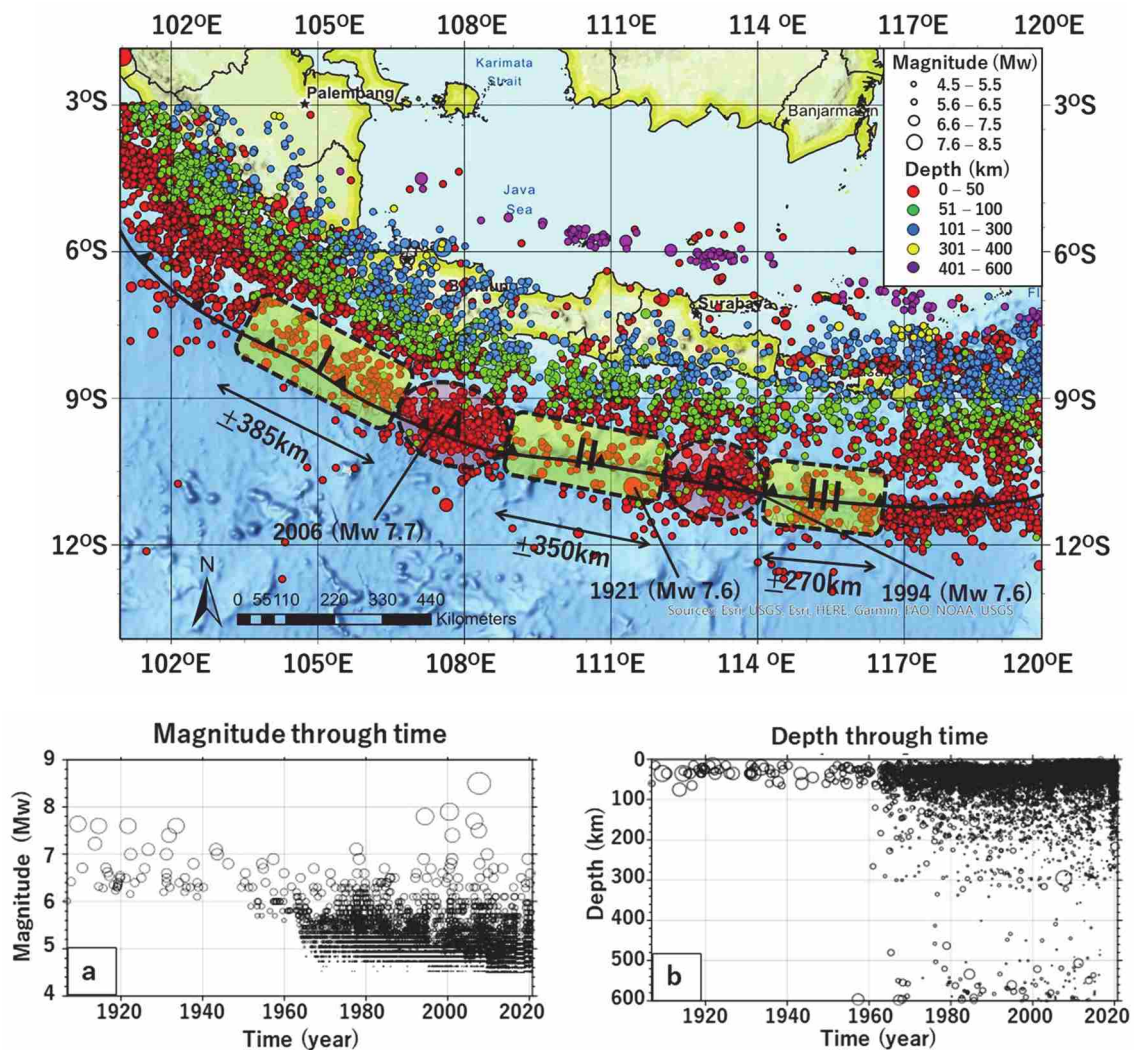 102°E 105°E 108°E 111°E 114°E 117°E 120°E
Karimata
Strait
Palembang
Banjarmasin
Java
Sea
Surabaya
Magnitude (Mw)
4.5 – 5.5
5.6 – 6.5
6.6 – 7.5
7.6 – 8.5
Depth (km)
0 – 50
51 – 100
101 – 300
301 – 400
401 – 600
3°S 3°S
6°S 6°S
9°S 9°S
12°S 12°S
I
A
II
B
III
±385km
±350km
±270km
2006 (Mw 7.7)
1921 (Mw 7.6)
1994 (Mw 7.6)
N
0 55 110 220 330 440
Kilometers
Sources: Esri, USGS, Esri, HERE, Garmin, FAO, NOAA, USGS
102°E 105°E 108°E 111°E 114°E 117°E 120°E
Magnitude through time
Magnitude (Mw)
9
8
7
6
5
4
a
1920 1940 1960 1980 2000 2020
Time (year)
Depth through time
Depth (km)
0
100
200
300
400
500
600
b
1920 1940 1960 1980 2000 2020
Time (year)